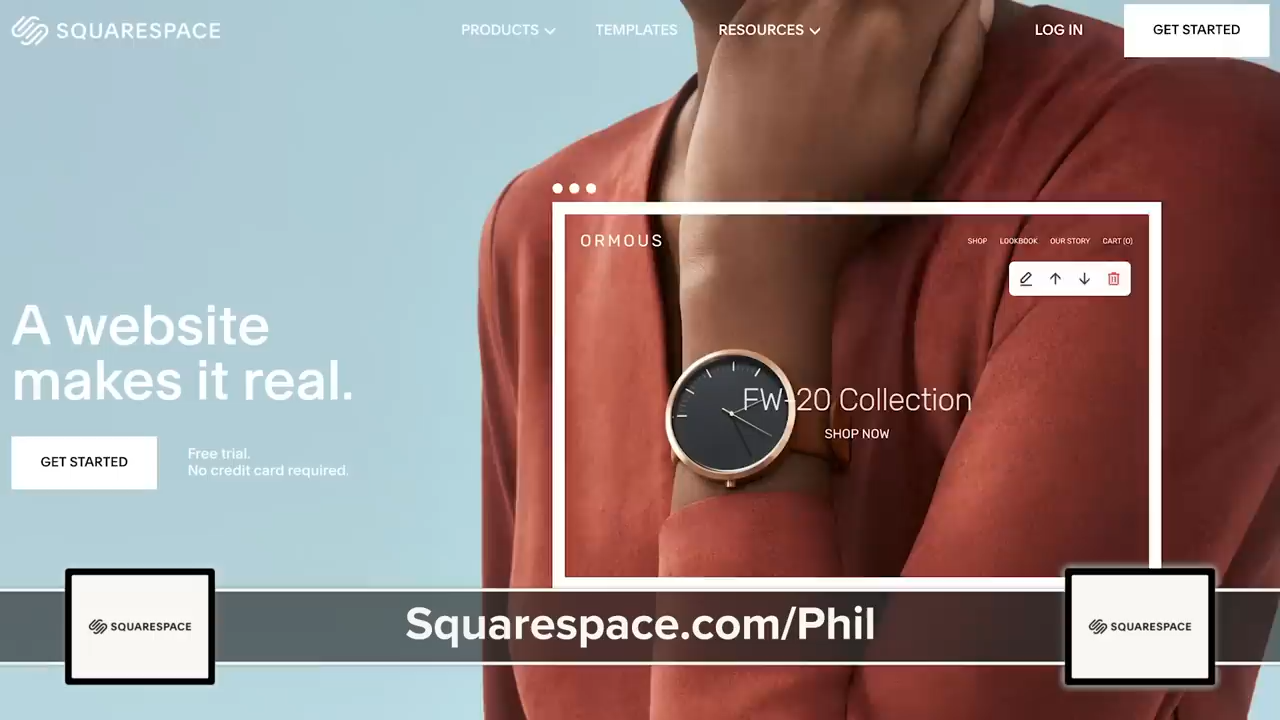 SQUARESPACE
PRODUCTS
TEMPLATES
RESOURCES
LOG IN
GET STARTED
ORMOUS
SHOP
LOOKBOOK
OUR STORY
CART (0)
A website
makes it real.
FW-20 Collection
SHOP NOW
GET STARTED
Free trial.
No credit card required.
SQUARESPACE
Squarespace.com/Phil
SQUARESPACE